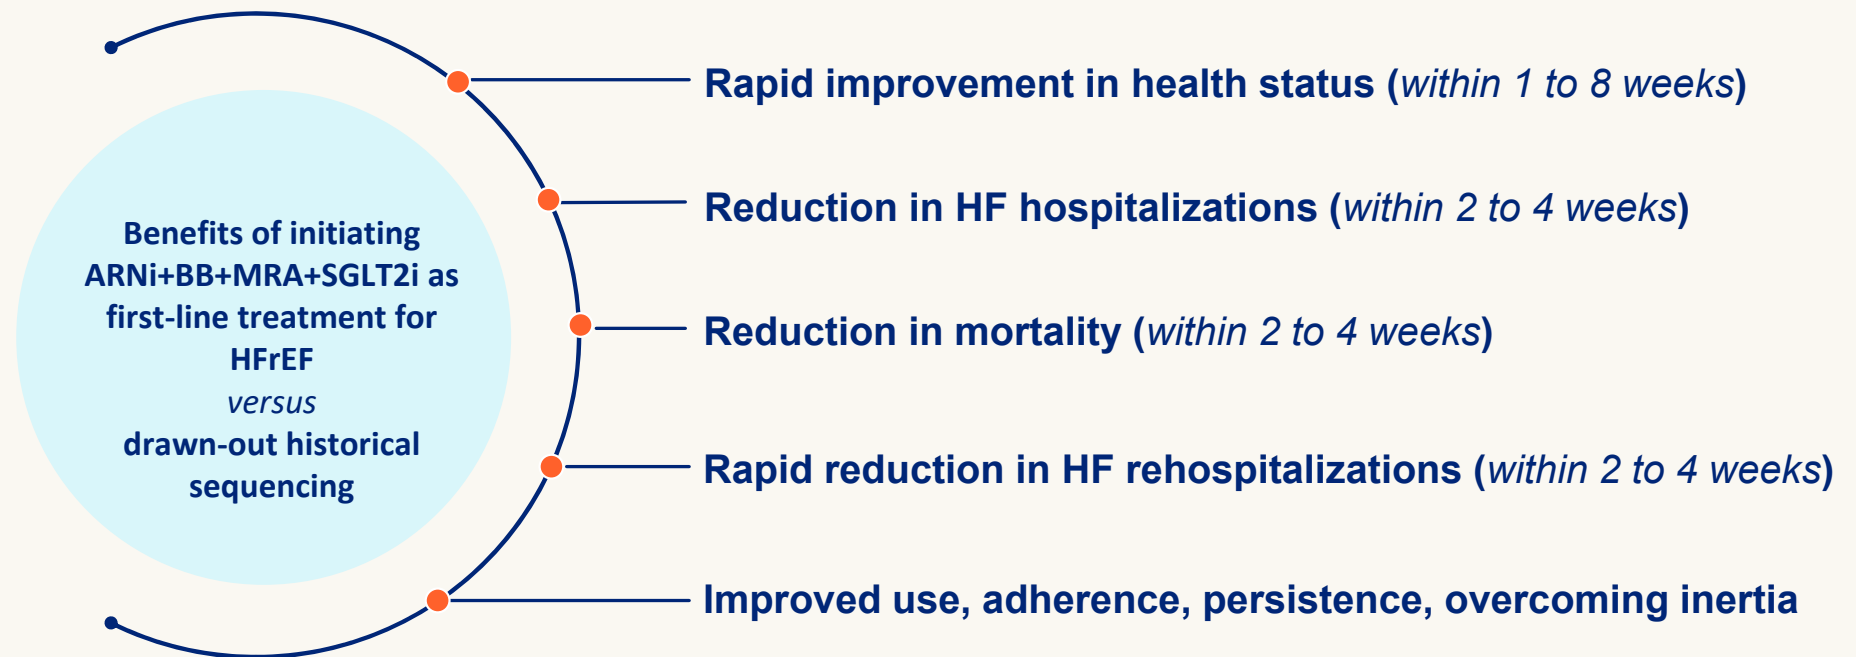 Benefits of initiating
ARNi+BB+MRA+SGLT2i as
first-line treatment for
HFrEF
versus
drawn-out historical
sequencing
Rapid improvement in health status (within 1 to 8 weeks)
Reduction in HF hospitalizations (within 2 to 4 weeks)
Reduction in mortality (within 2 to 4 weeks)
Rapid reduction in HF rehospitalizations (within 2 to 4 weeks)
Improved use, adherence, persistence, overcoming inertia